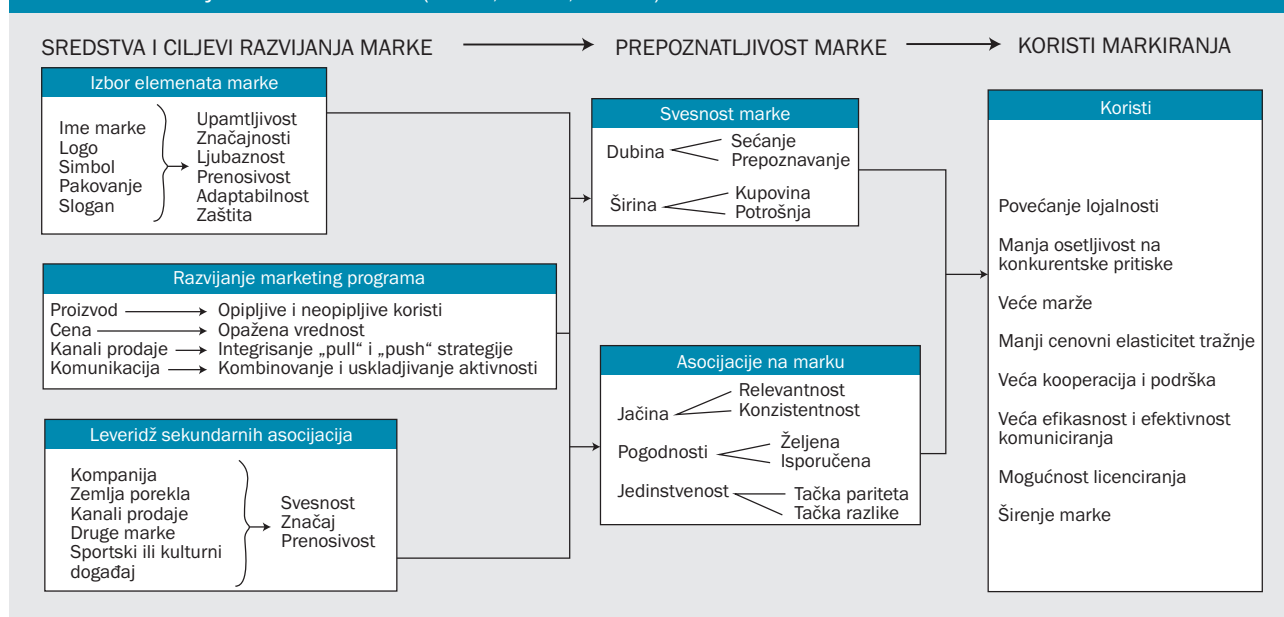 SREDSTVA I CILJEVI RAZVIJANJA MARKE
PREPOZNATLJIVOST MARKE
KORISTI MARKIRANJA
Izbor elemenata marke
Ime marke
Logo
Simbol
Pakovanje
Slogan
Upamtljivost
Značajnosti
Ljubaznost
Prenosivost
Adaptabilnost
Zaštita
Razvijanje marketing programa
Proizvod
Opipljive i neopipljive koristi
Cena
Opažena vrednost
Kanali prodaje
Integrisanje „pull“ i „push“ strategije
Komunikacija
Kombinovanje i uskladjivanje aktivnosti
Leveridž sekundarnih asocijacija
Kompanija
Zemlja porekla
Kanali prodaje
Druge marke
Sportski ili kulturni
događaj
Svesnost
Značaj
Prenosivost
Svesnost marke
Dubina
Sećanje
Prepoznavanje
Širina
Kupovina
Potrošnja
Asocijacije na marku
Jačina
Relevantnost
Konzistentnost
Pogodnosti
Željena
Isporučena
Jedinstvenost
Tačka pariteta
Tačka razlike
Koristi
Povećanje lojalnosti
Manja osetljivost na
konkurentske pritiske
Veće marže
Manji cenovni elasticitet tražnje
Veća kooperacija i podrška
Veća efikasnost i efektivnost
komuniciranja
Mogućnost licenciranja
Širenje marke